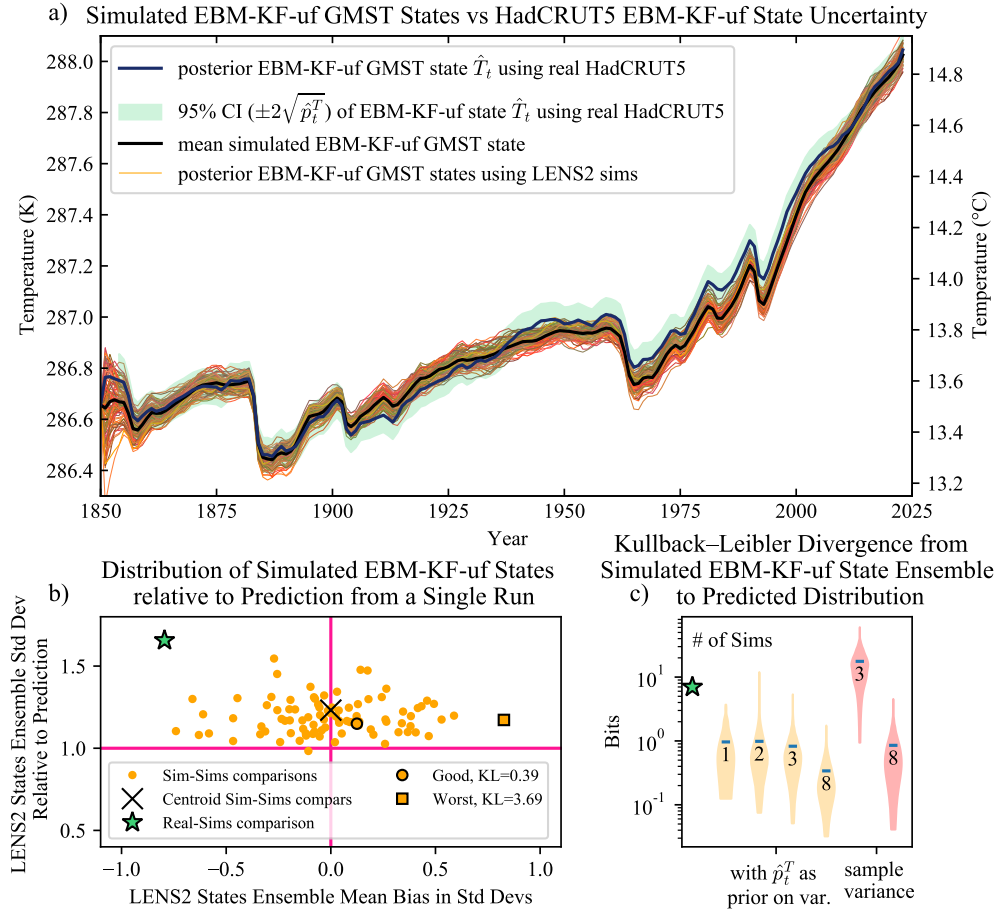 a) Simulated EBM-KF-uf GMST States vs HadCRUT5 EBM-KF-uf State Uncertainty
posterior EBM-KF-uf GMST state T̂_t using real HadCRUT5
95% CI (±2√p̂_t^T) of EBM-KF-uf state T̂_t using real HadCRUT5
mean simulated EBM-KF-uf GMST state
posterior EBM-KF-uf GMST states using LENS2 sims
Temperature (K)
288.0
287.8
287.6
287.4
287.2
287.0
286.8
286.6
286.4
Temperature (°C)
14.8
14.6
14.4
14.2
14.0
13.8
13.6
13.4
13.2
1850 1875 1900 1925 1950 1975 2000 2025
Year
b) Distribution of Simulated EBM-KF-uf States
relative to Prediction from a Single Run
LENS2 States Ensemble Std Dev
Relative to Prediction
1.5
1.0
0.5
Sim-Sims comparisons
Centroid Sim-Sims compars
Real-Sims comparison
Good, KL=0.39
Worst, KL=3.69
−1.0 −0.5 0.0 0.5 1.0
LENS2 States Ensemble Mean Bias in Std Devs
Kullback–Leibler Divergence from
Simulated EBM-KF-uf State Ensemble
c) to Predicted Distribution
# of Sims
Bits
10^1
10^0
10^-1
1 2 3 8 3 8
with p̂_t^T as
prior on var.
sample
variance